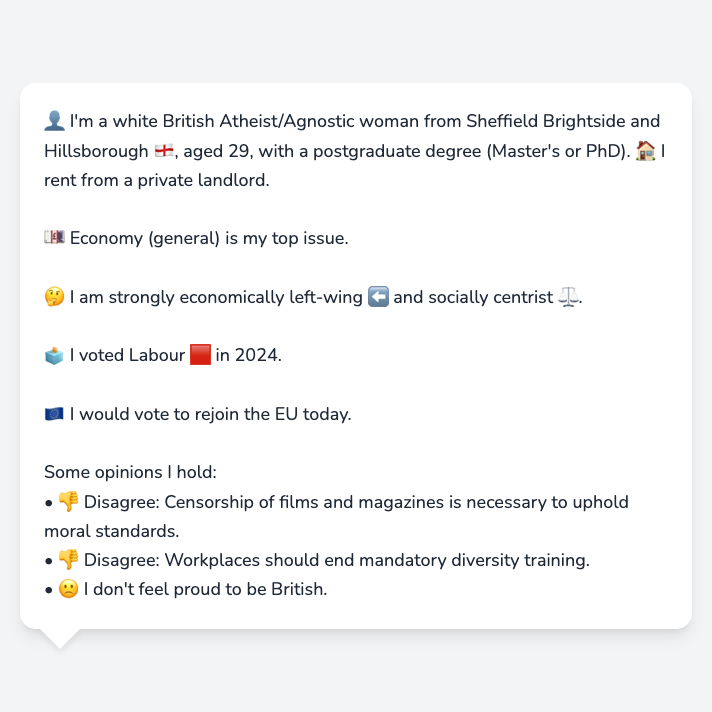 👤 I'm a white British Atheist/Agnostic woman from Sheffield Brightside and
Hillsborough 🏴󠁧󠁢󠁥󠁮󠁧󠁿, aged 29, with a postgraduate degree (Master's or PhD). 🏠 I
rent from a private landlord.
💷 Economy (general) is my top issue.
🤔 I am strongly economically left-wing ⬅️ and socially centrist ⚖️.
🗳️ I voted Labour 🟥 in 2024.
🇪🇺 I would vote to rejoin the EU today.
Some opinions I hold:
• 👎 Disagree: Censorship of films and magazines is necessary to uphold
moral standards.
• 👎 Disagree: Workplaces should end mandatory diversity training.
• 🙁 I don't feel proud to be British.